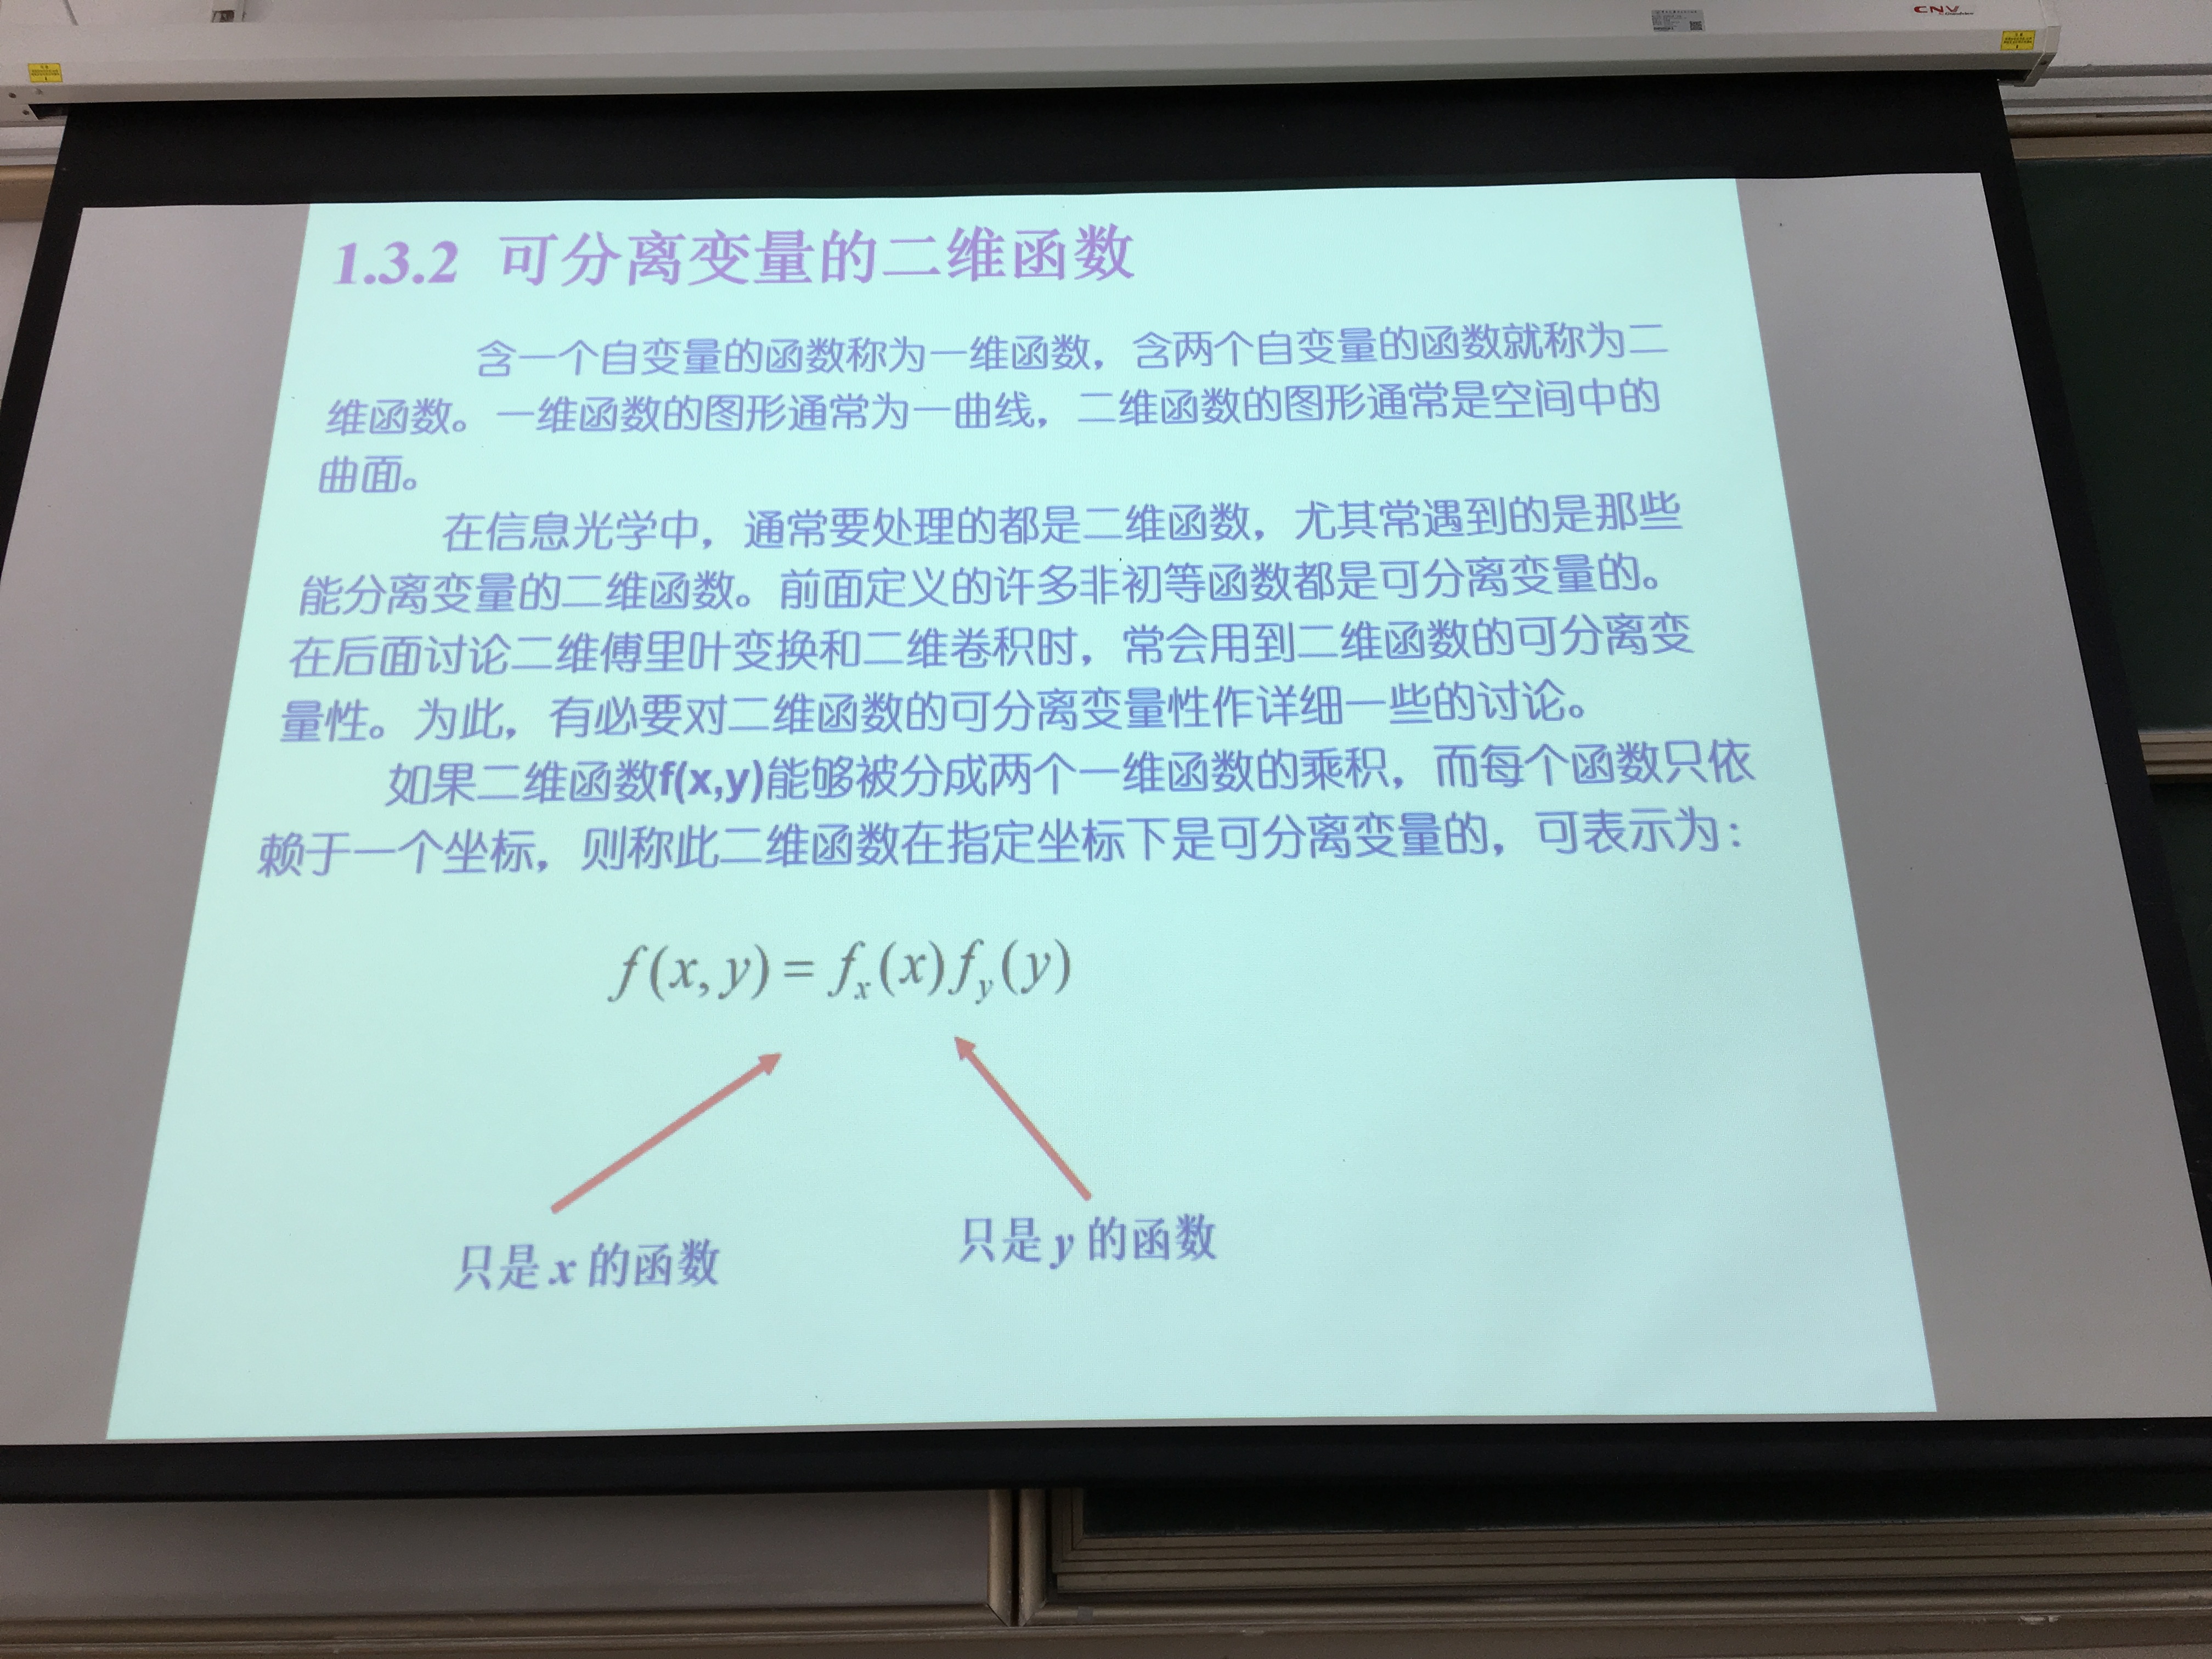 CNV
1.3.2 可分离变量的二维函数
含一个自变量的函数称为一维函数，含两个自变量的函数就称为二
维函数。一维函数的图形通常为一曲线，二维函数的图形通常是空间中的
曲面。
在信息光学中，通常要处理的都是二维函数，尤其常遇到的是那些
能分离变量的二维函数。前面定义的许多非初等函数都是可分离变量的。
在后面讨论二维傅里叶变换和二维卷积时，常会用到二维函数的可分离变
量性。为此，有必要对二维函数的可分离变量性作详细一些的讨论。
如果二维函数f(x,y)能够被分成两个一维函数的乘积，而每个函数只依
赖于一个坐标，则称此二维函数在指定坐标下是可分离变量的，可表示为：
f(x,y)=fx(x)fy(y)
只是 x 的函数
只是 y 的函数